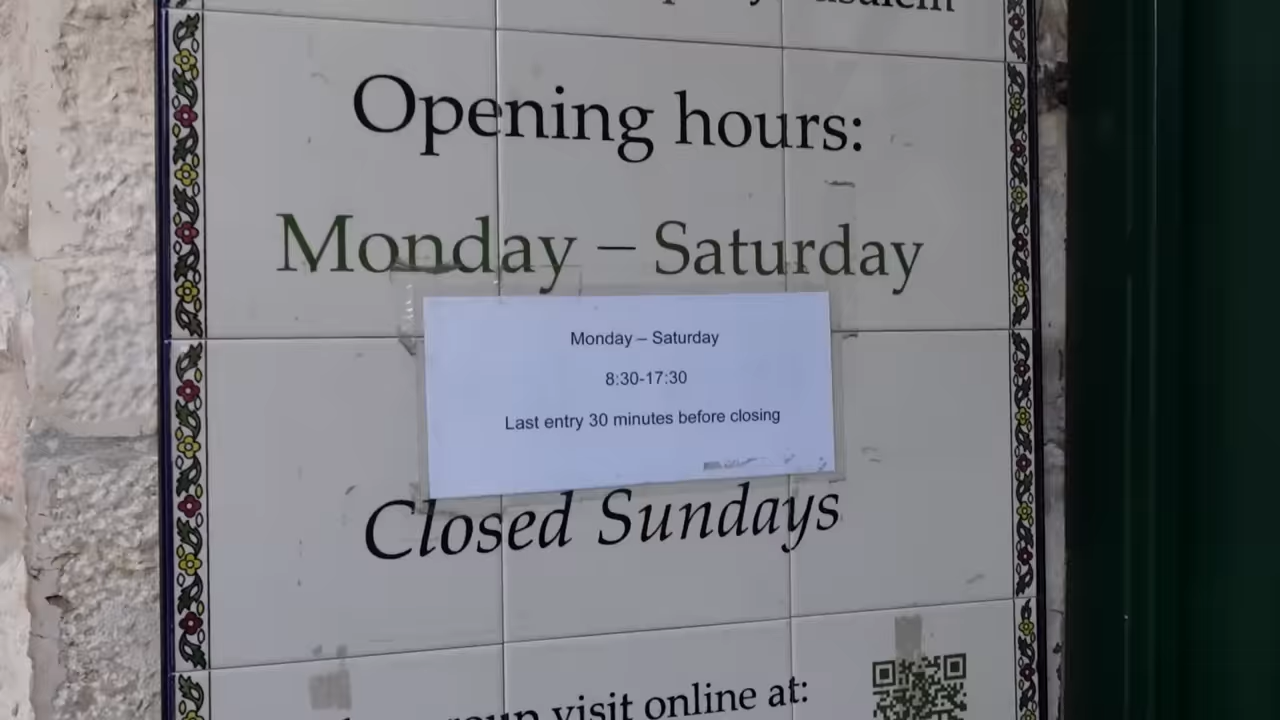 Opening hours:
Monday – Saturday
Monday – Saturday
8:30-17:30
Last entry 30 minutes before closing
Closed Sundays
visit online at: